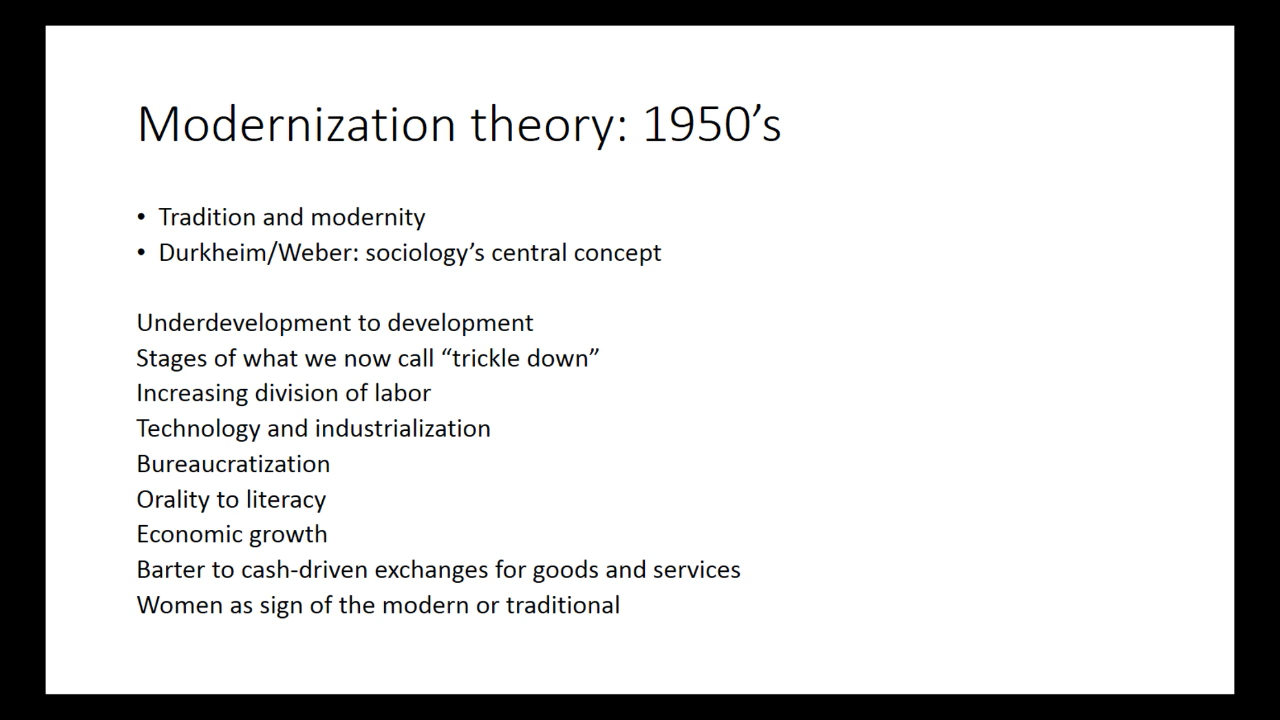 Modernization theory: 1950’s
• Tradition and modernity
• Durkheim/Weber: sociology’s central concept
Underdevelopment to development
Stages of what we now call “trickle down”
Increasing division of labor
Technology and industrialization
Bureaucratization
Orality to literacy
Economic growth
Barter to cash-driven exchanges for goods and services
Women as sign of the modern or traditional